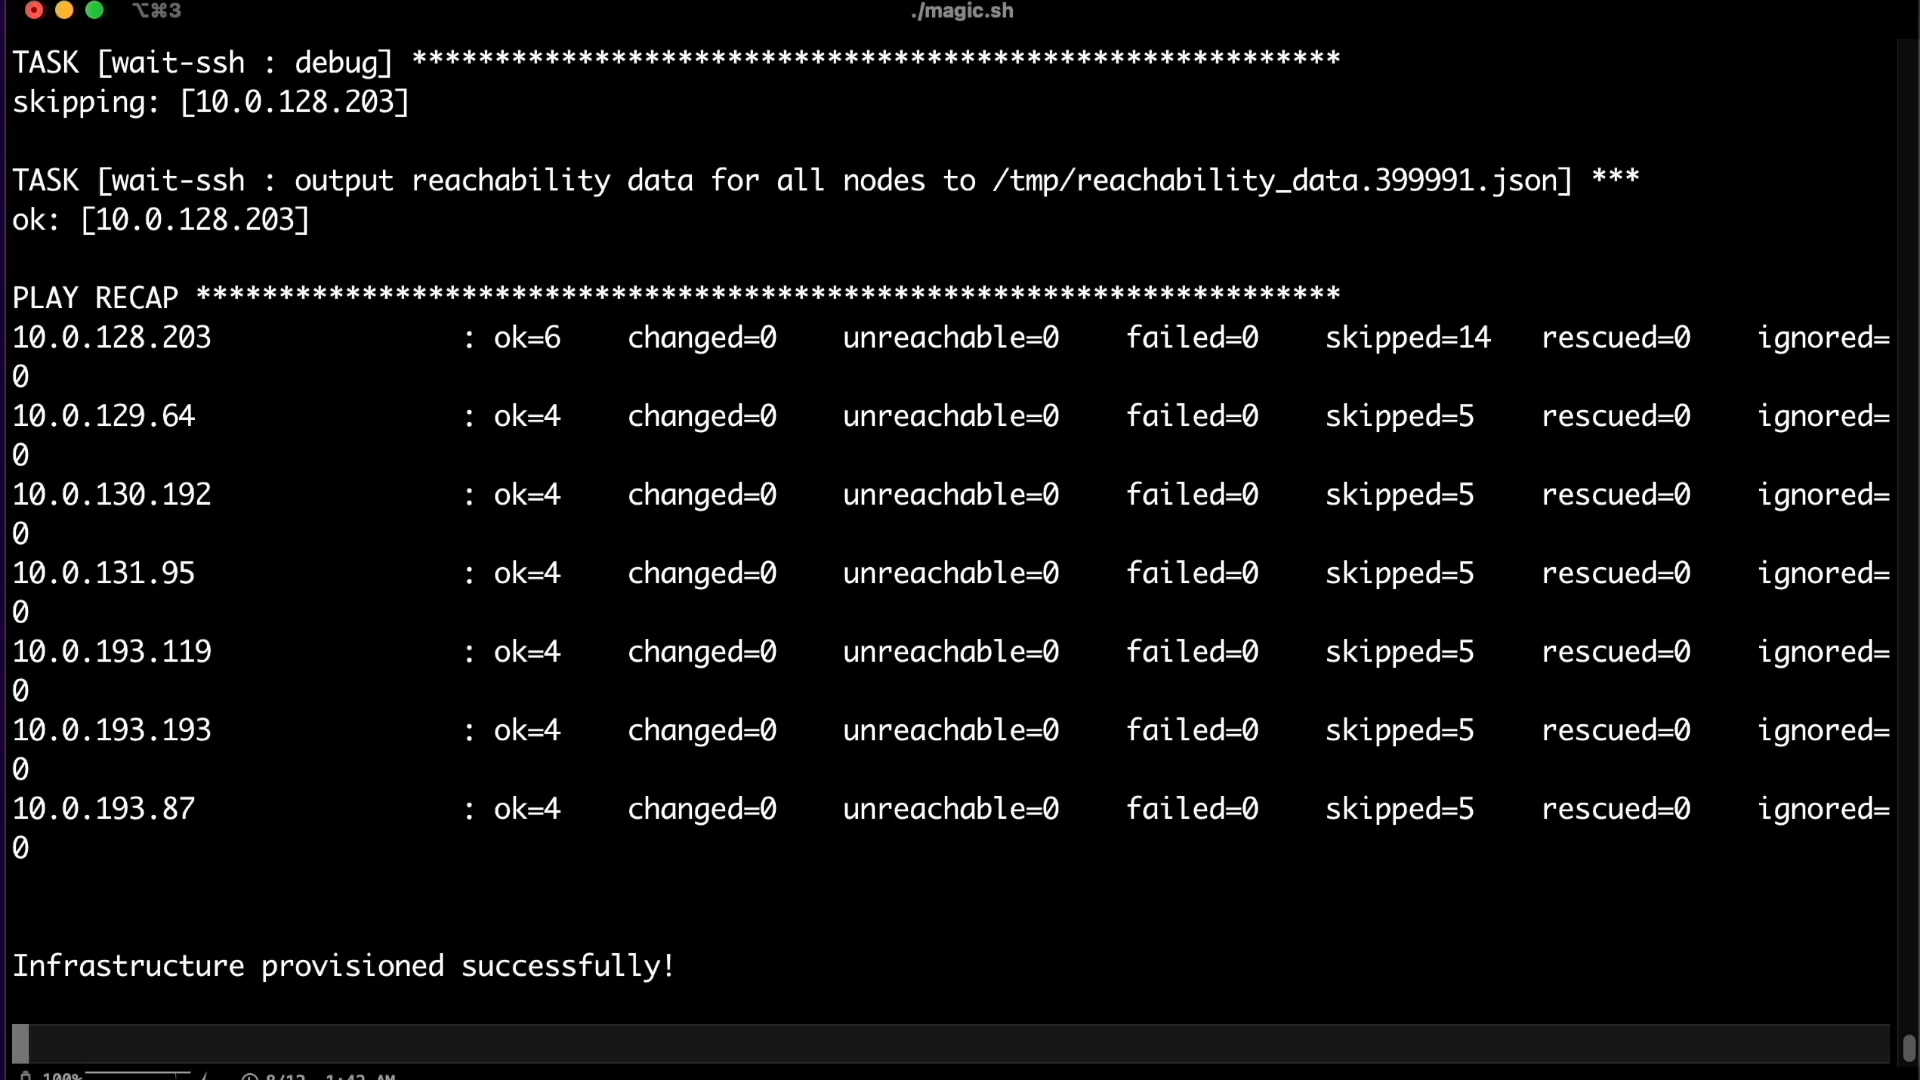 ⌥⌘3 ./magic.sh
TASK [wait-ssh : debug] ********************************************************
skipping: [10.0.128.203]
TASK [wait-ssh : output reachability data for all nodes to /tmp/reachability_data.399991.json] ***
ok: [10.0.128.203]
PLAY RECAP *********************************************************************
10.0.128.203 : ok=6 changed=0 unreachable=0 failed=0 skipped=14 rescued=0 ignored=
0
10.0.129.64 : ok=4 changed=0 unreachable=0 failed=0 skipped=5 rescued=0 ignored=
0
10.0.130.192 : ok=4 changed=0 unreachable=0 failed=0 skipped=5 rescued=0 ignored=
0
10.0.131.95 : ok=4 changed=0 unreachable=0 failed=0 skipped=5 rescued=0 ignored=
0
10.0.193.119 : ok=4 changed=0 unreachable=0 failed=0 skipped=5 rescued=0 ignored=
0
10.0.193.193 : ok=4 changed=0 unreachable=0 failed=0 skipped=5 rescued=0 ignored=
0
10.0.193.87 : ok=4 changed=0 unreachable=0 failed=0 skipped=5 rescued=0 ignored=
0
Infrastructure provisioned successfully!
100% 1:42 AM